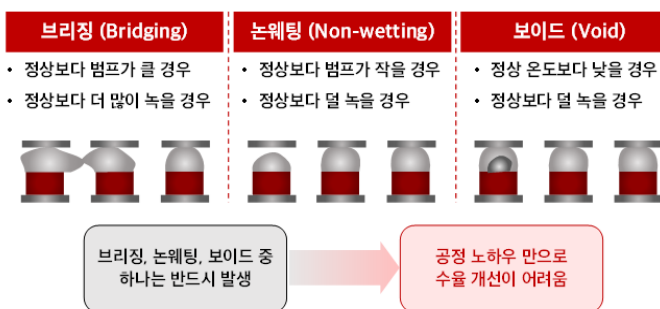 브리징 (Bridging)
• 정상보다 범프가 클 경우
• 정상보다 더 많이 녹을 경우
논웨팅 (Non-wetting)
• 정상보다 범프가 작을 경우
• 정상보다 덜 녹을 경우
보이드 (Void)
• 정상 온도보다 낮을 경우
• 정상보다 덜 녹을 경우
브리징, 논웨팅, 보이드 중
하나는 반드시 발생
공정 노하우 만으로
수율 개선이 어려움